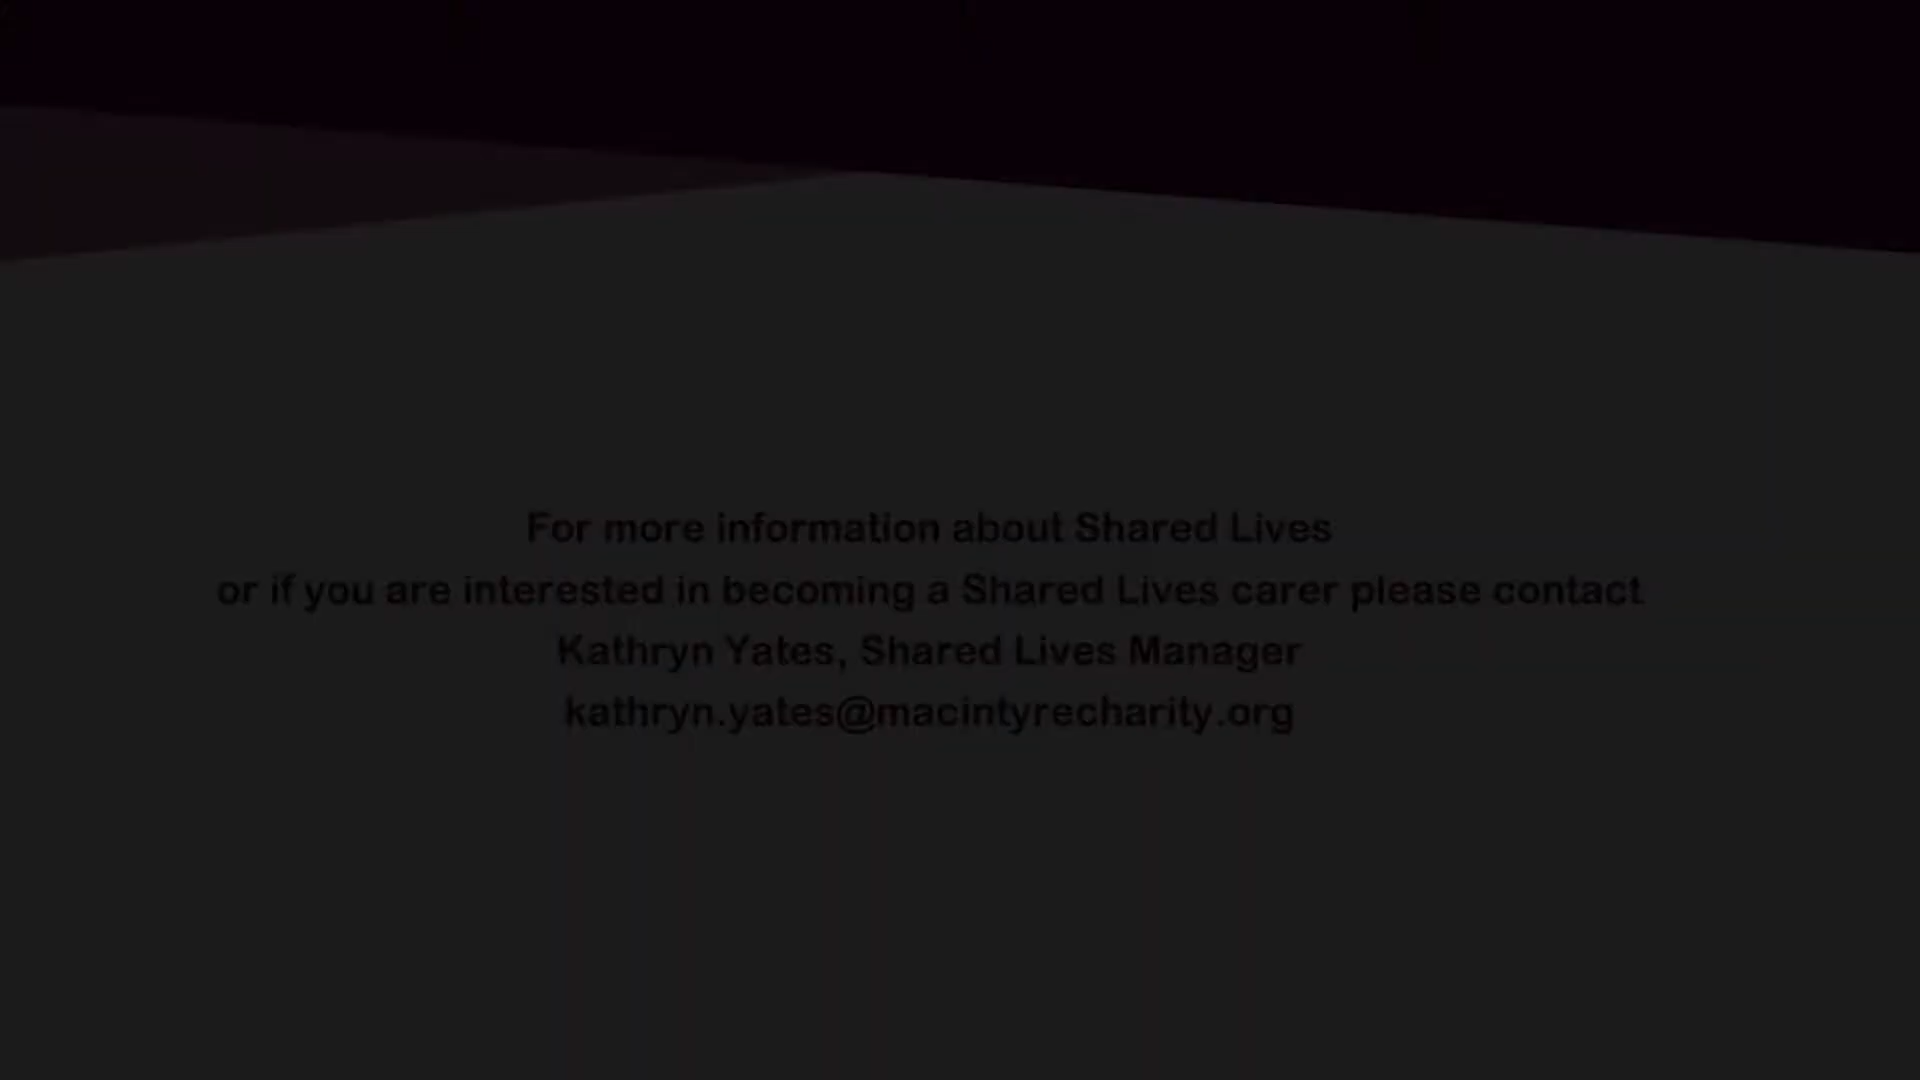 For more information about Shared Lives
or if you are interested in becoming a Shared Lives carer please contact
Kathryn Yates, Shared Lives Manager
kathryn.yates@macintyrecharity.org